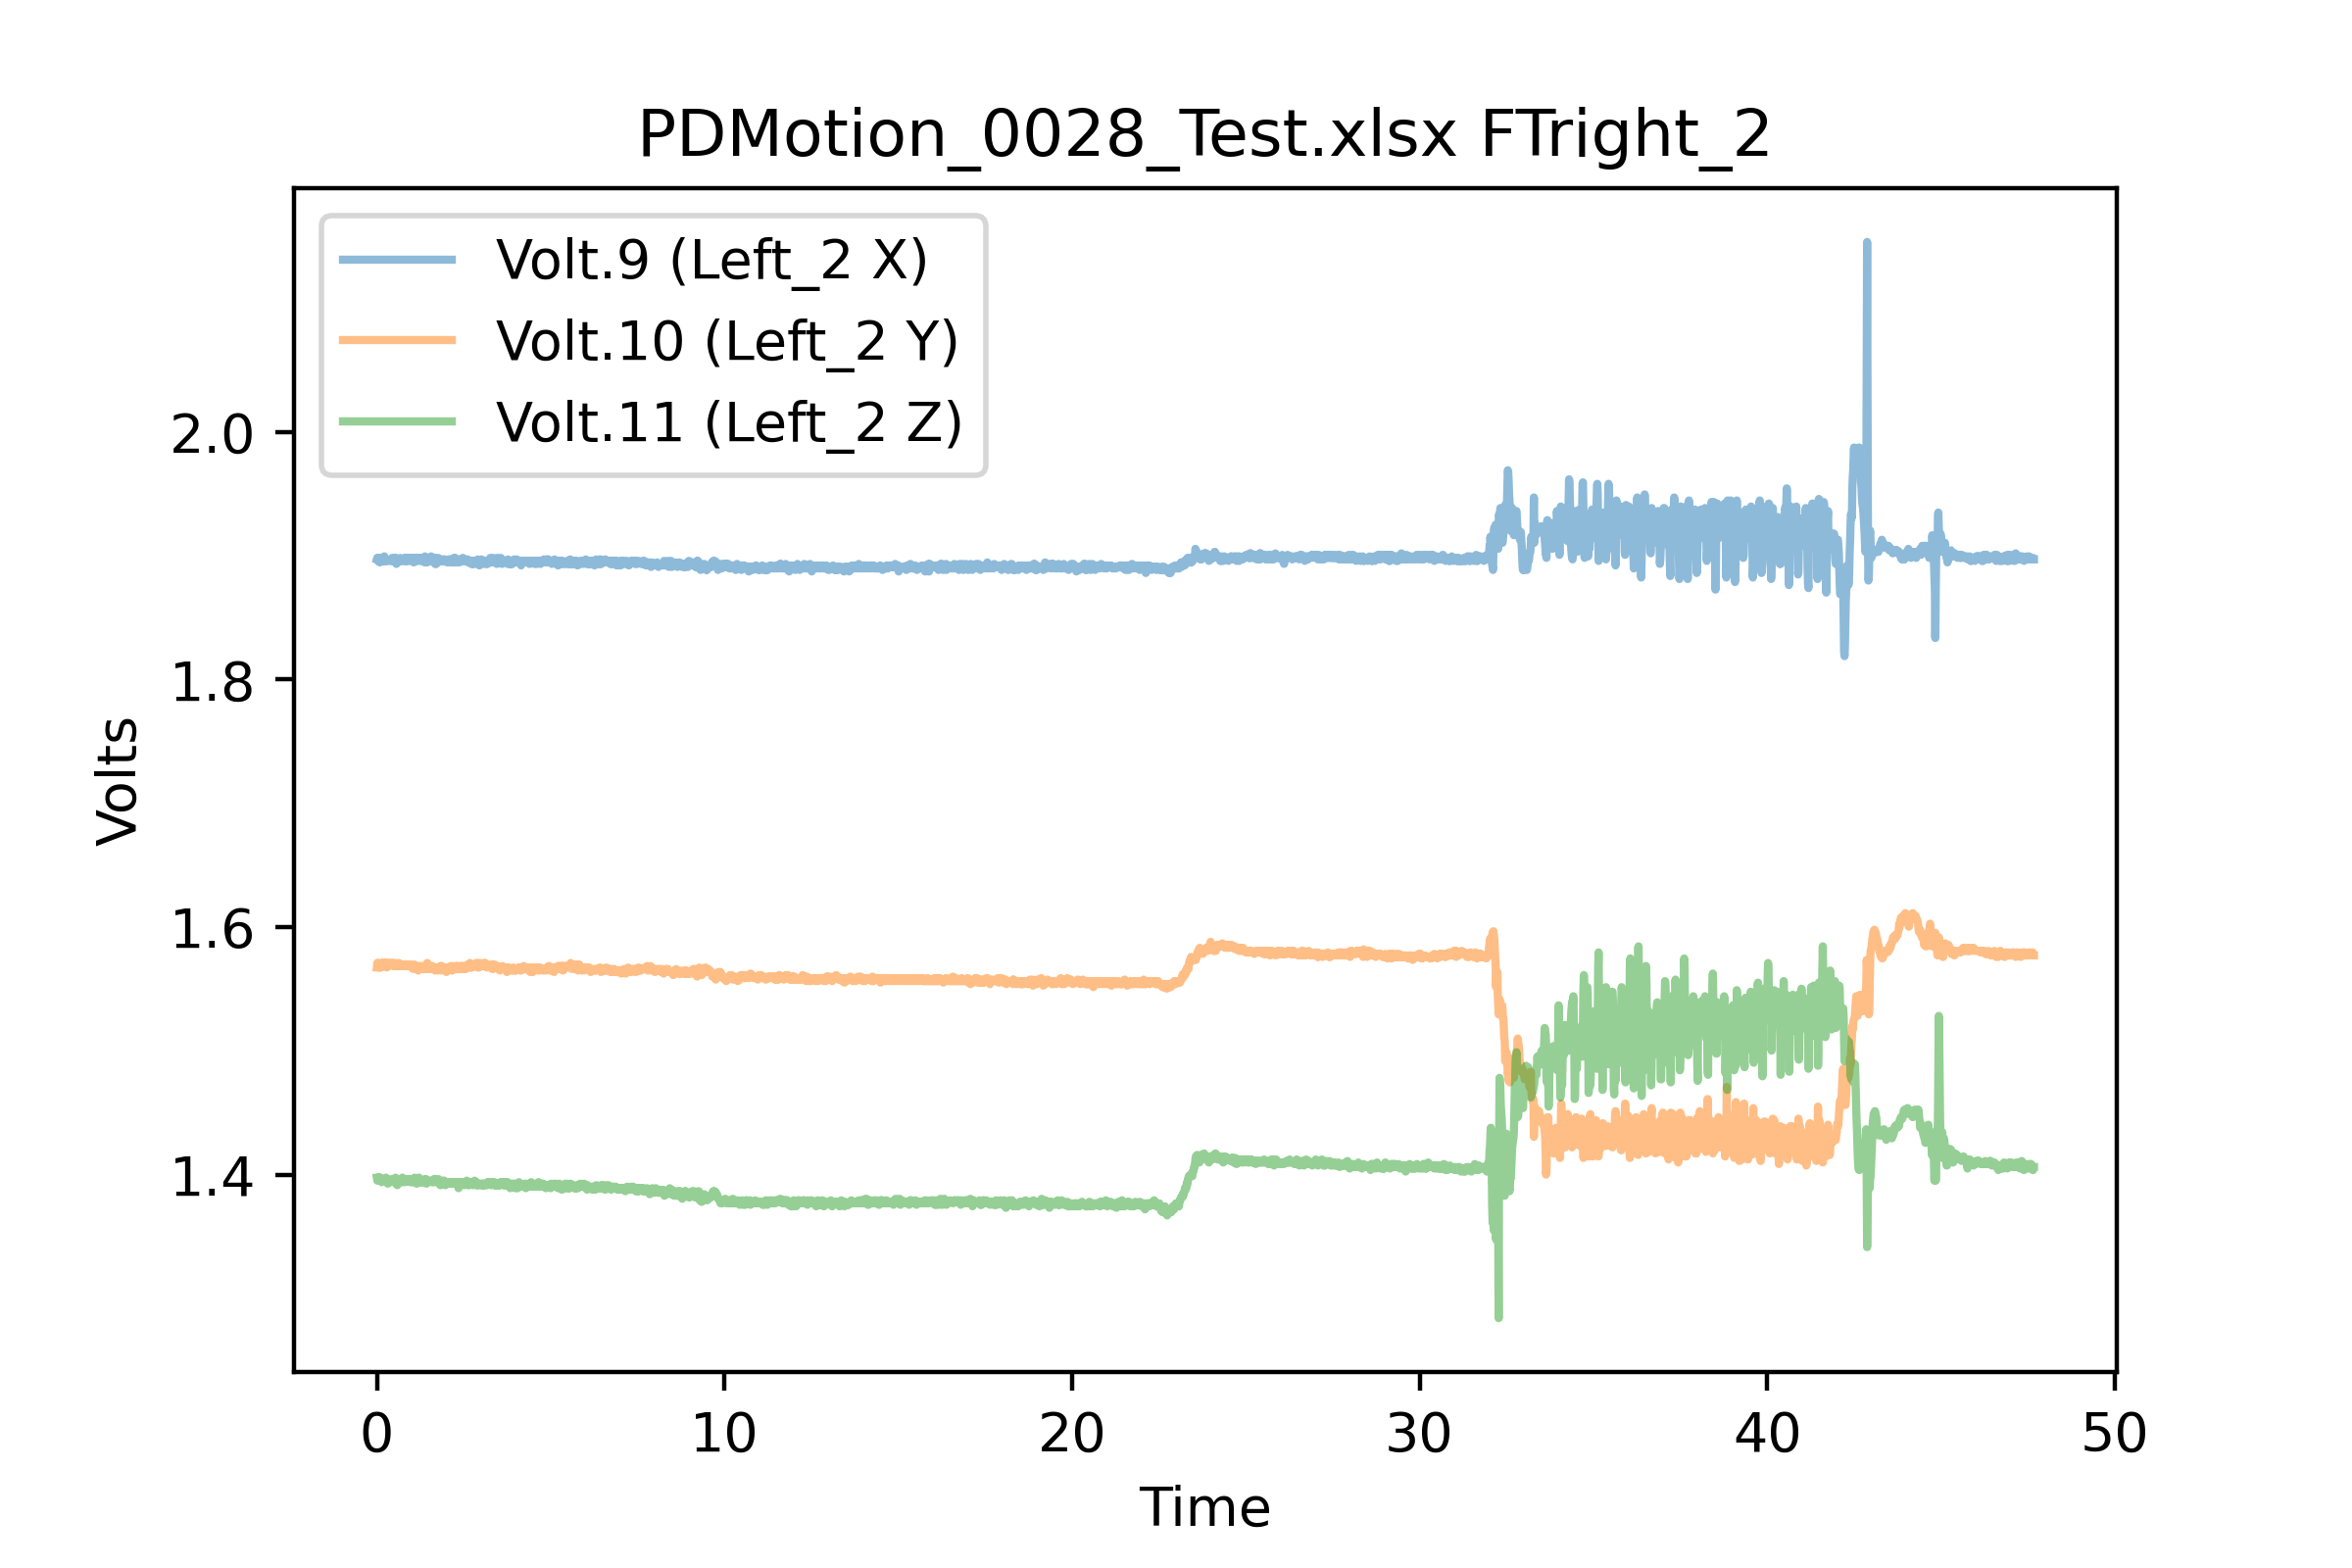 PDMotion_0028_Test.xlsx FTright_2
Volt.9 (Left_2 X)
Volt.10 (Left_2 Y)
Volt.11 (Left_2 Z)
2.0
1.8
1.6
1.4
Volts
0 10 20 30 40 50
Time